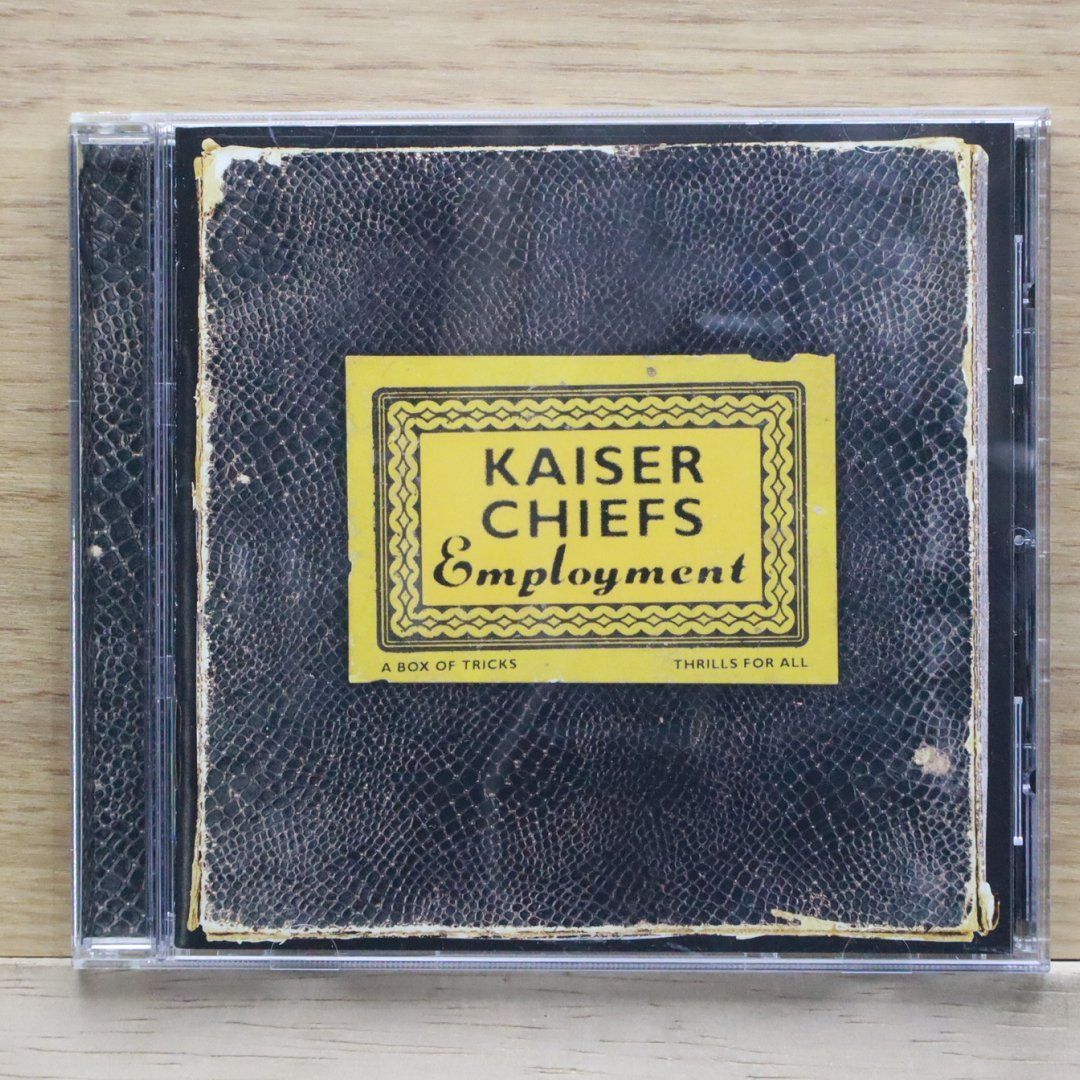 KAISER
CHIEFS
Employment
A BOX OF TRICKS THRILLS FOR ALL